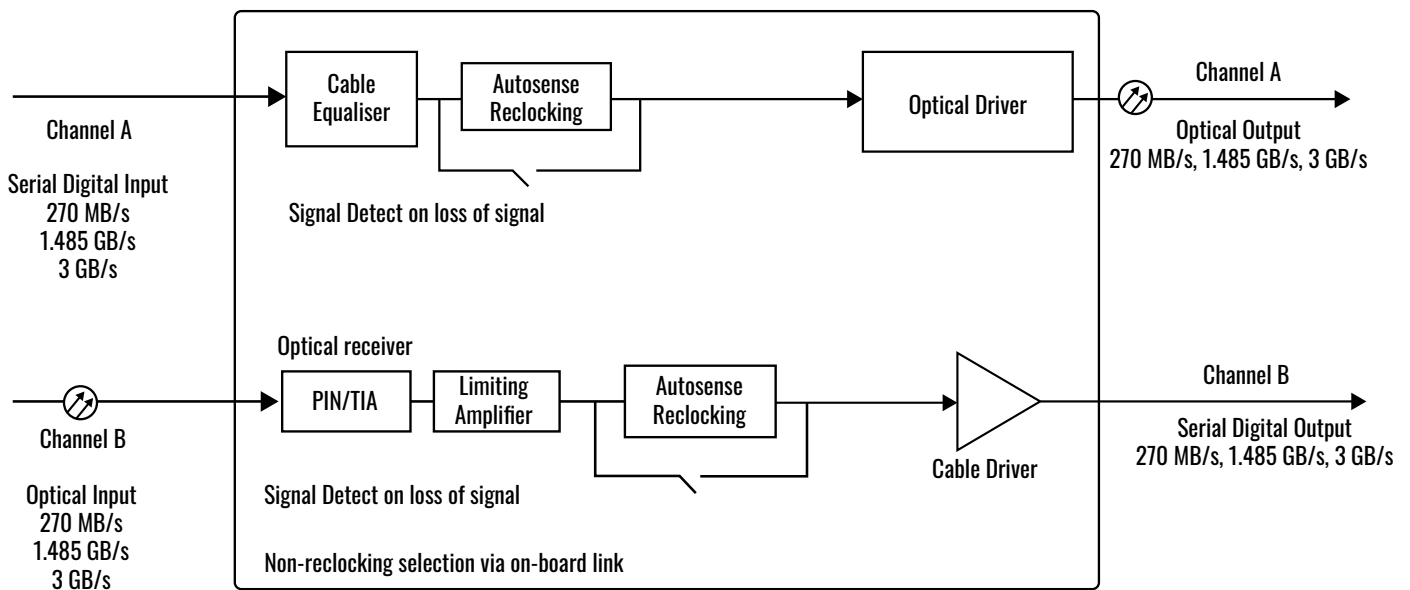 Cable
Equaliser
Autosense
Reclocking
Optical Driver
Channel A
Optical Output
270 MB/s, 1.485 GB/s, 3 GB/s
Channel A
Serial Digital Input
270 MB/s
1.485 GB/s
3 GB/s
Signal Detect on loss of signal
Optical receiver
PIN/TIA
Limiting
Amplifier
Autosense
Reclocking
Cable Driver
Channel B
Serial Digital Output
270 MB/s, 1.485 GB/s, 3 GB/s
Channel B
Optical Input
270 MB/s
1.485 GB/s
3 GB/s
Signal Detect on loss of signal
Non-reclocking selection via on-board link